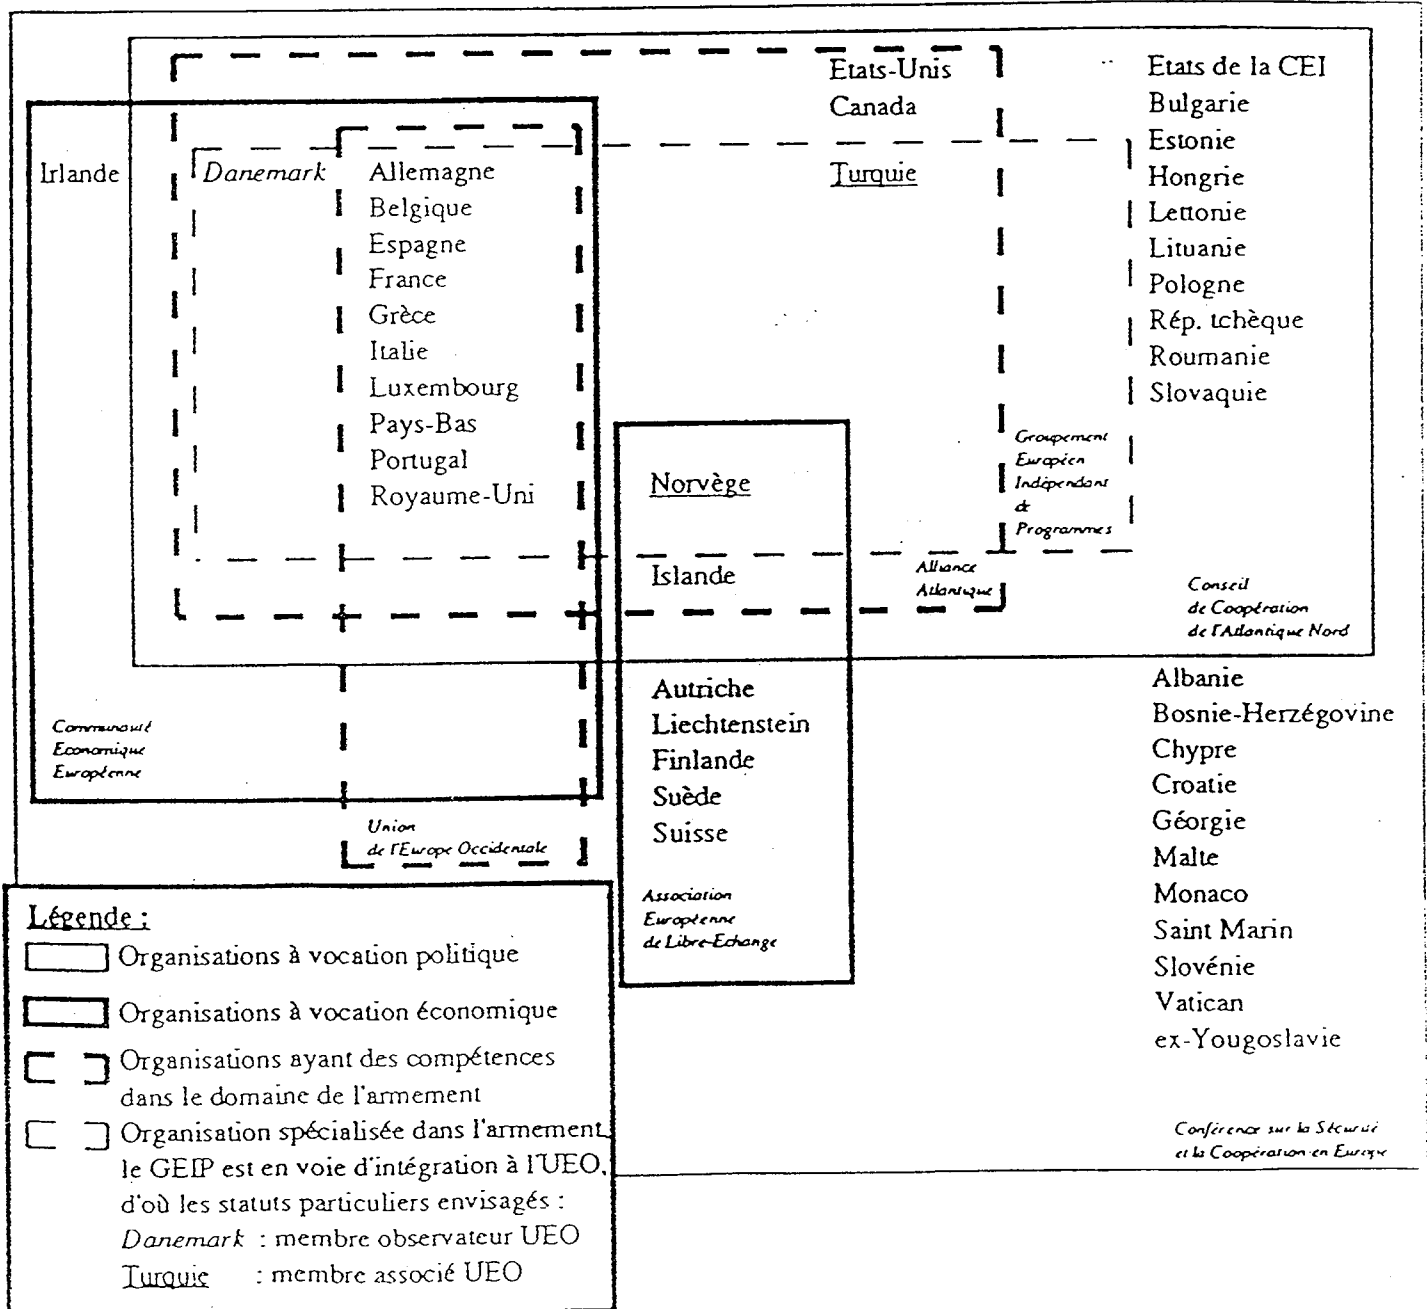 Etats-Unis
Canada
Etats de la CEI
Bulgarie
Estonie
Hongrie
Lettonie
Lituanie
Pologne
Rép. tchèque
Roumanie
Slovaquie
Irlande
Danemark
Allemagne
Belgique
Espagne
France
Grèce
Italie
Luxembourg
Pays-Bas
Portugal
Royaume-Uni
Turquie
Norvège
Islande
Groupement
Européen
Indépendant
de
Programmes
Alliance
Atlantique
Conseil
de Coopération
de l'Atlantique Nord
Autriche
Liechtenstein
Finlande
Suède
Suisse
Association
Européenne
de Libre-Echange
Albanie
Bosnie-Herzégovine
Chypre
Croatie
Géorgie
Malte
Monaco
Saint Marin
Slovénie
Vatican
ex-Yougoslavie
Conférence sur la Sécurité
et la Coopération en Europe
Communauté
Economique
Européenne
Union
de l'Europe Occidentale
Légende :
Organisations à vocation politique
Organisations à vocation économique
Organisations ayant des compétences
dans le domaine de l'armement
Organisation spécialisée dans l'armement
le GEIP est en voie d'intégration à l'UEO,
d'où les statuts particuliers envisagés :
Danemark : membre observateur UEO
Turquie : membre associé UEO